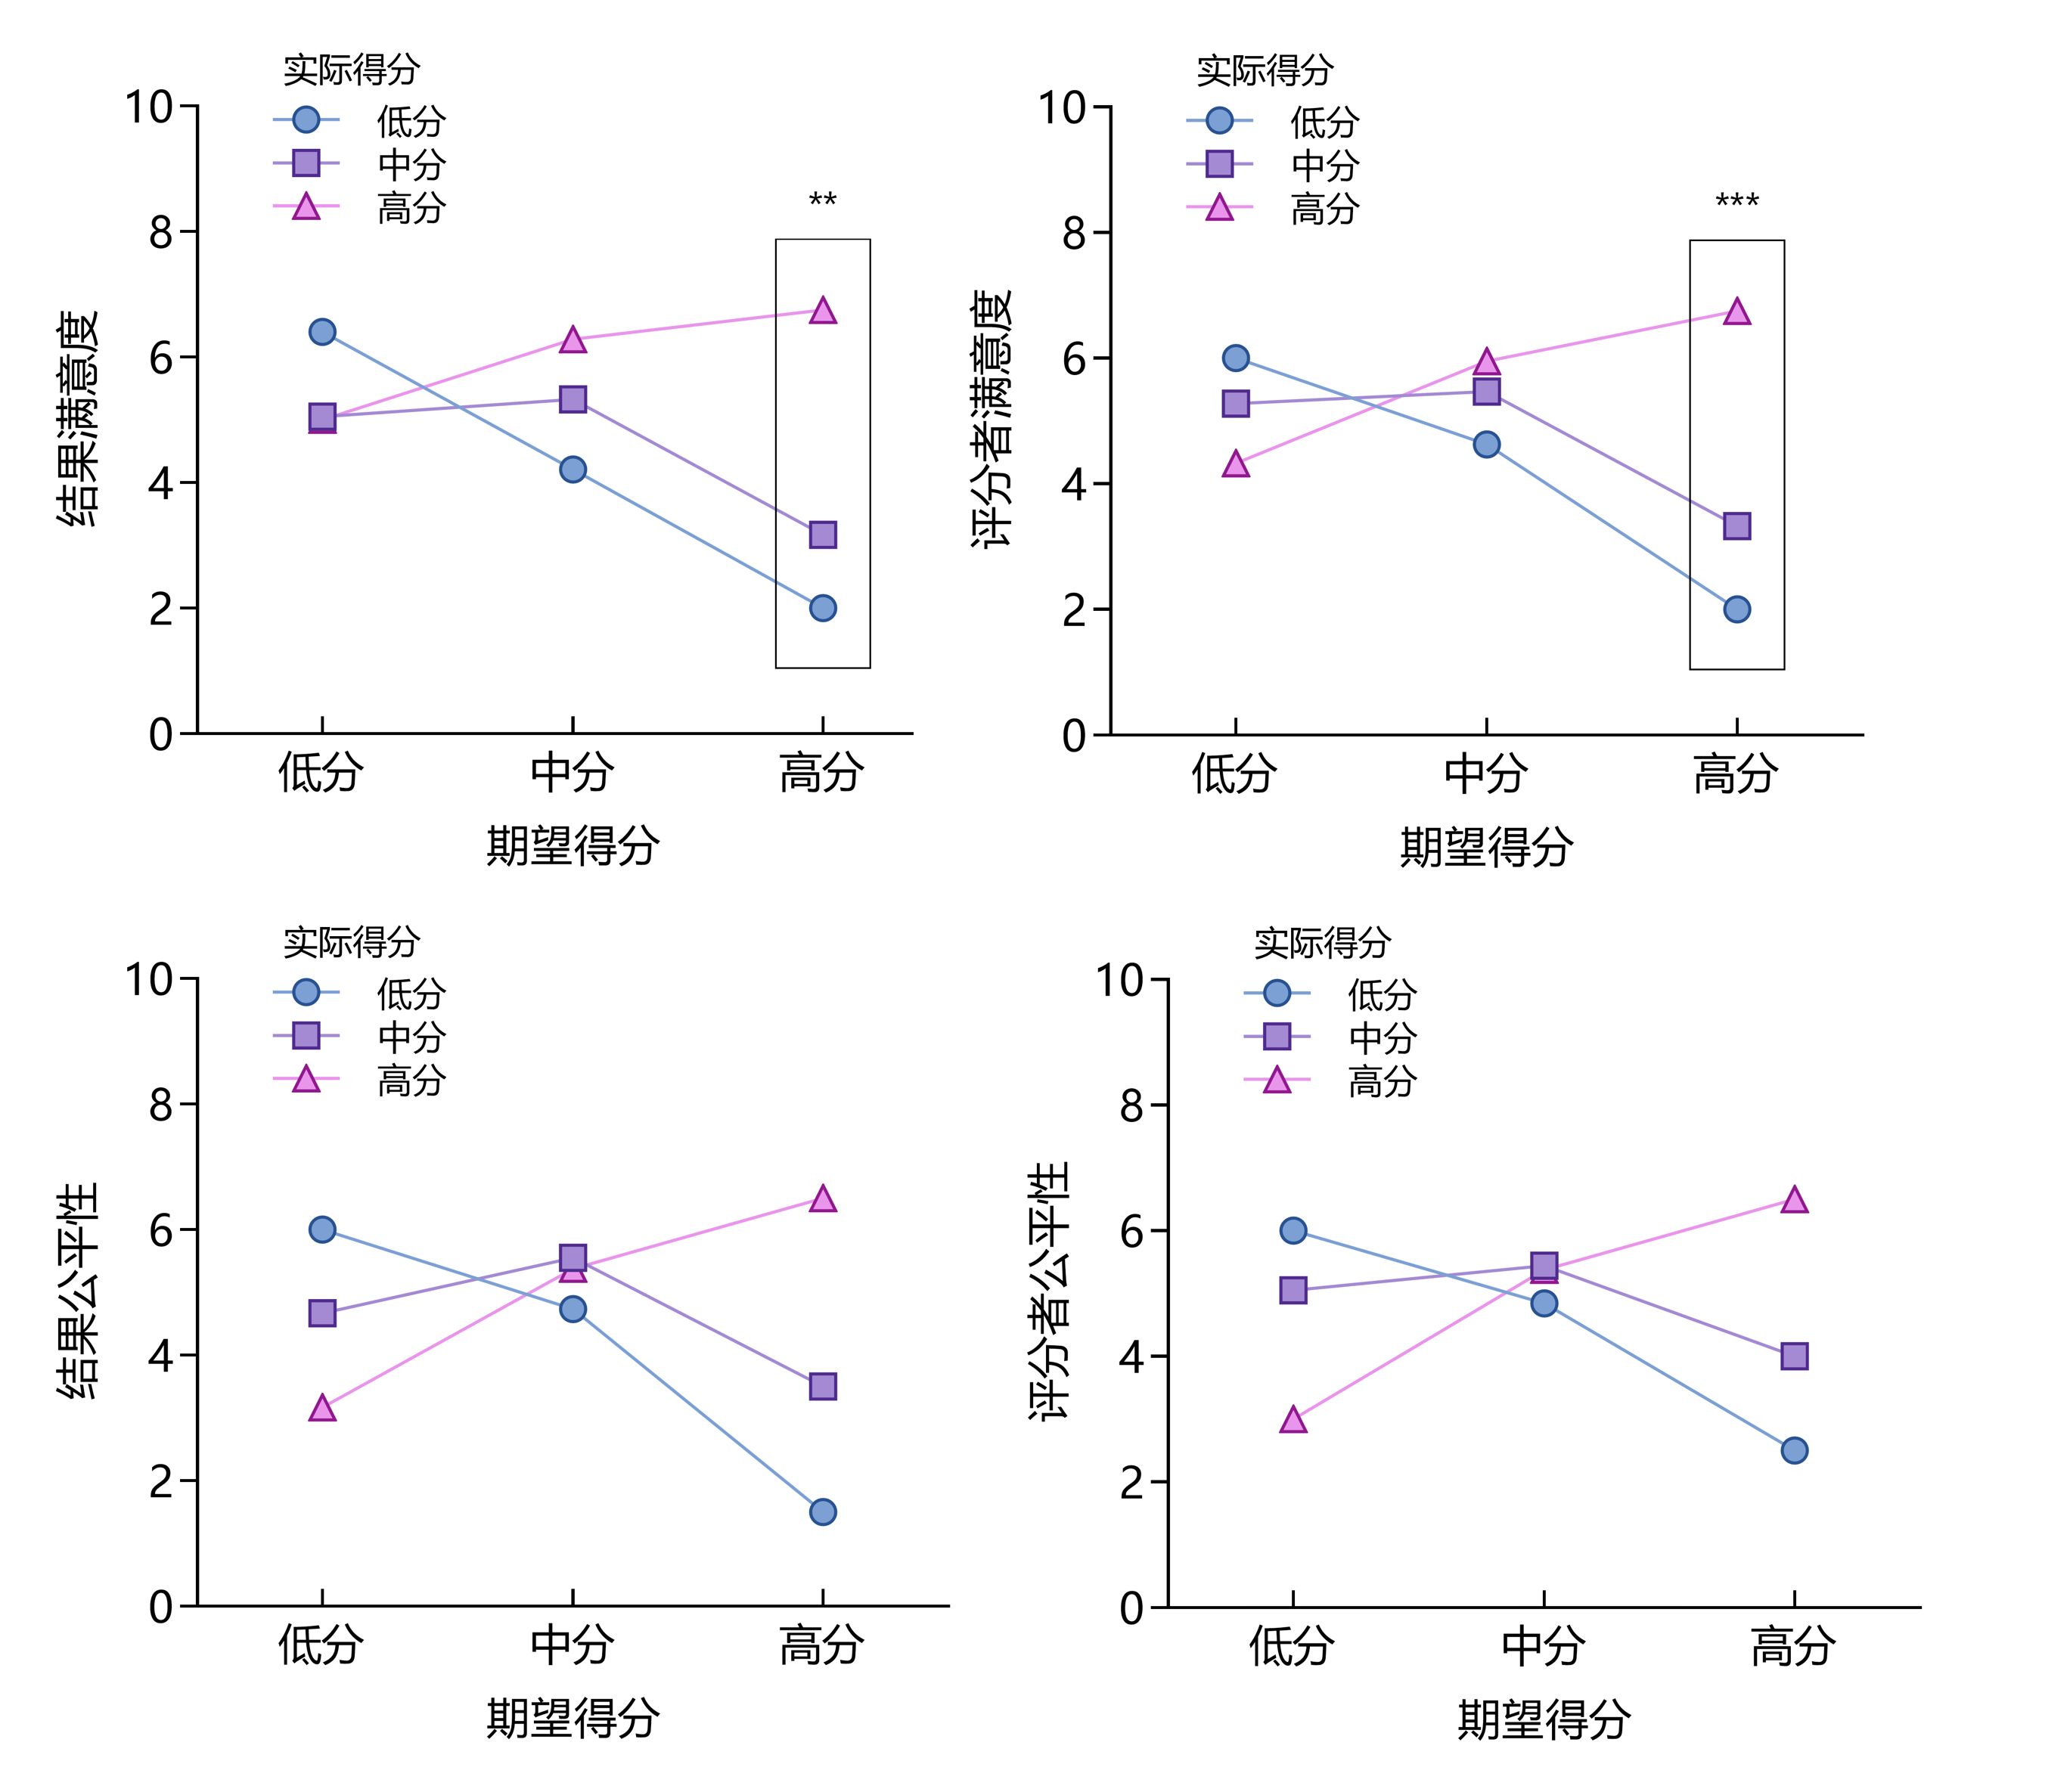 实际得分
低分
中分
高分
**
10
8
6
4
2
0
结果满意度
低分
中分
高分
期望得分
实际得分
低分
中分
高分
***
10
8
6
4
2
0
评分者满意度
低分
中分
高分
期望得分
实际得分
低分
中分
高分
10
8
6
4
2
0
结果公平性
低分
中分
高分
期望得分
实际得分
低分
中分
高分
10
8
6
4
2
0
评分者公平性
低分
中分
高分
期望得分